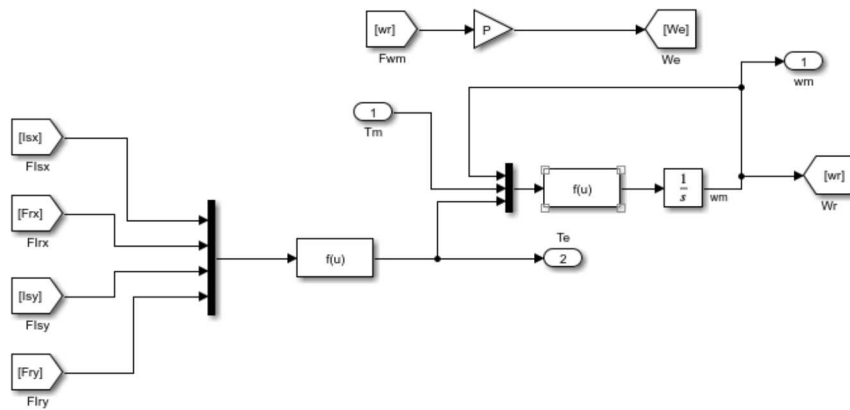 [wr]
P
[We]
Fwm
We
1
wm
1
Tm
[Isx]
FIsx
f(u)
1
s
wm
[wr]
Wr
[Frx]
FIrx
Te
f(u)
2
[Isy]
FIsy
[Fry]
FIry